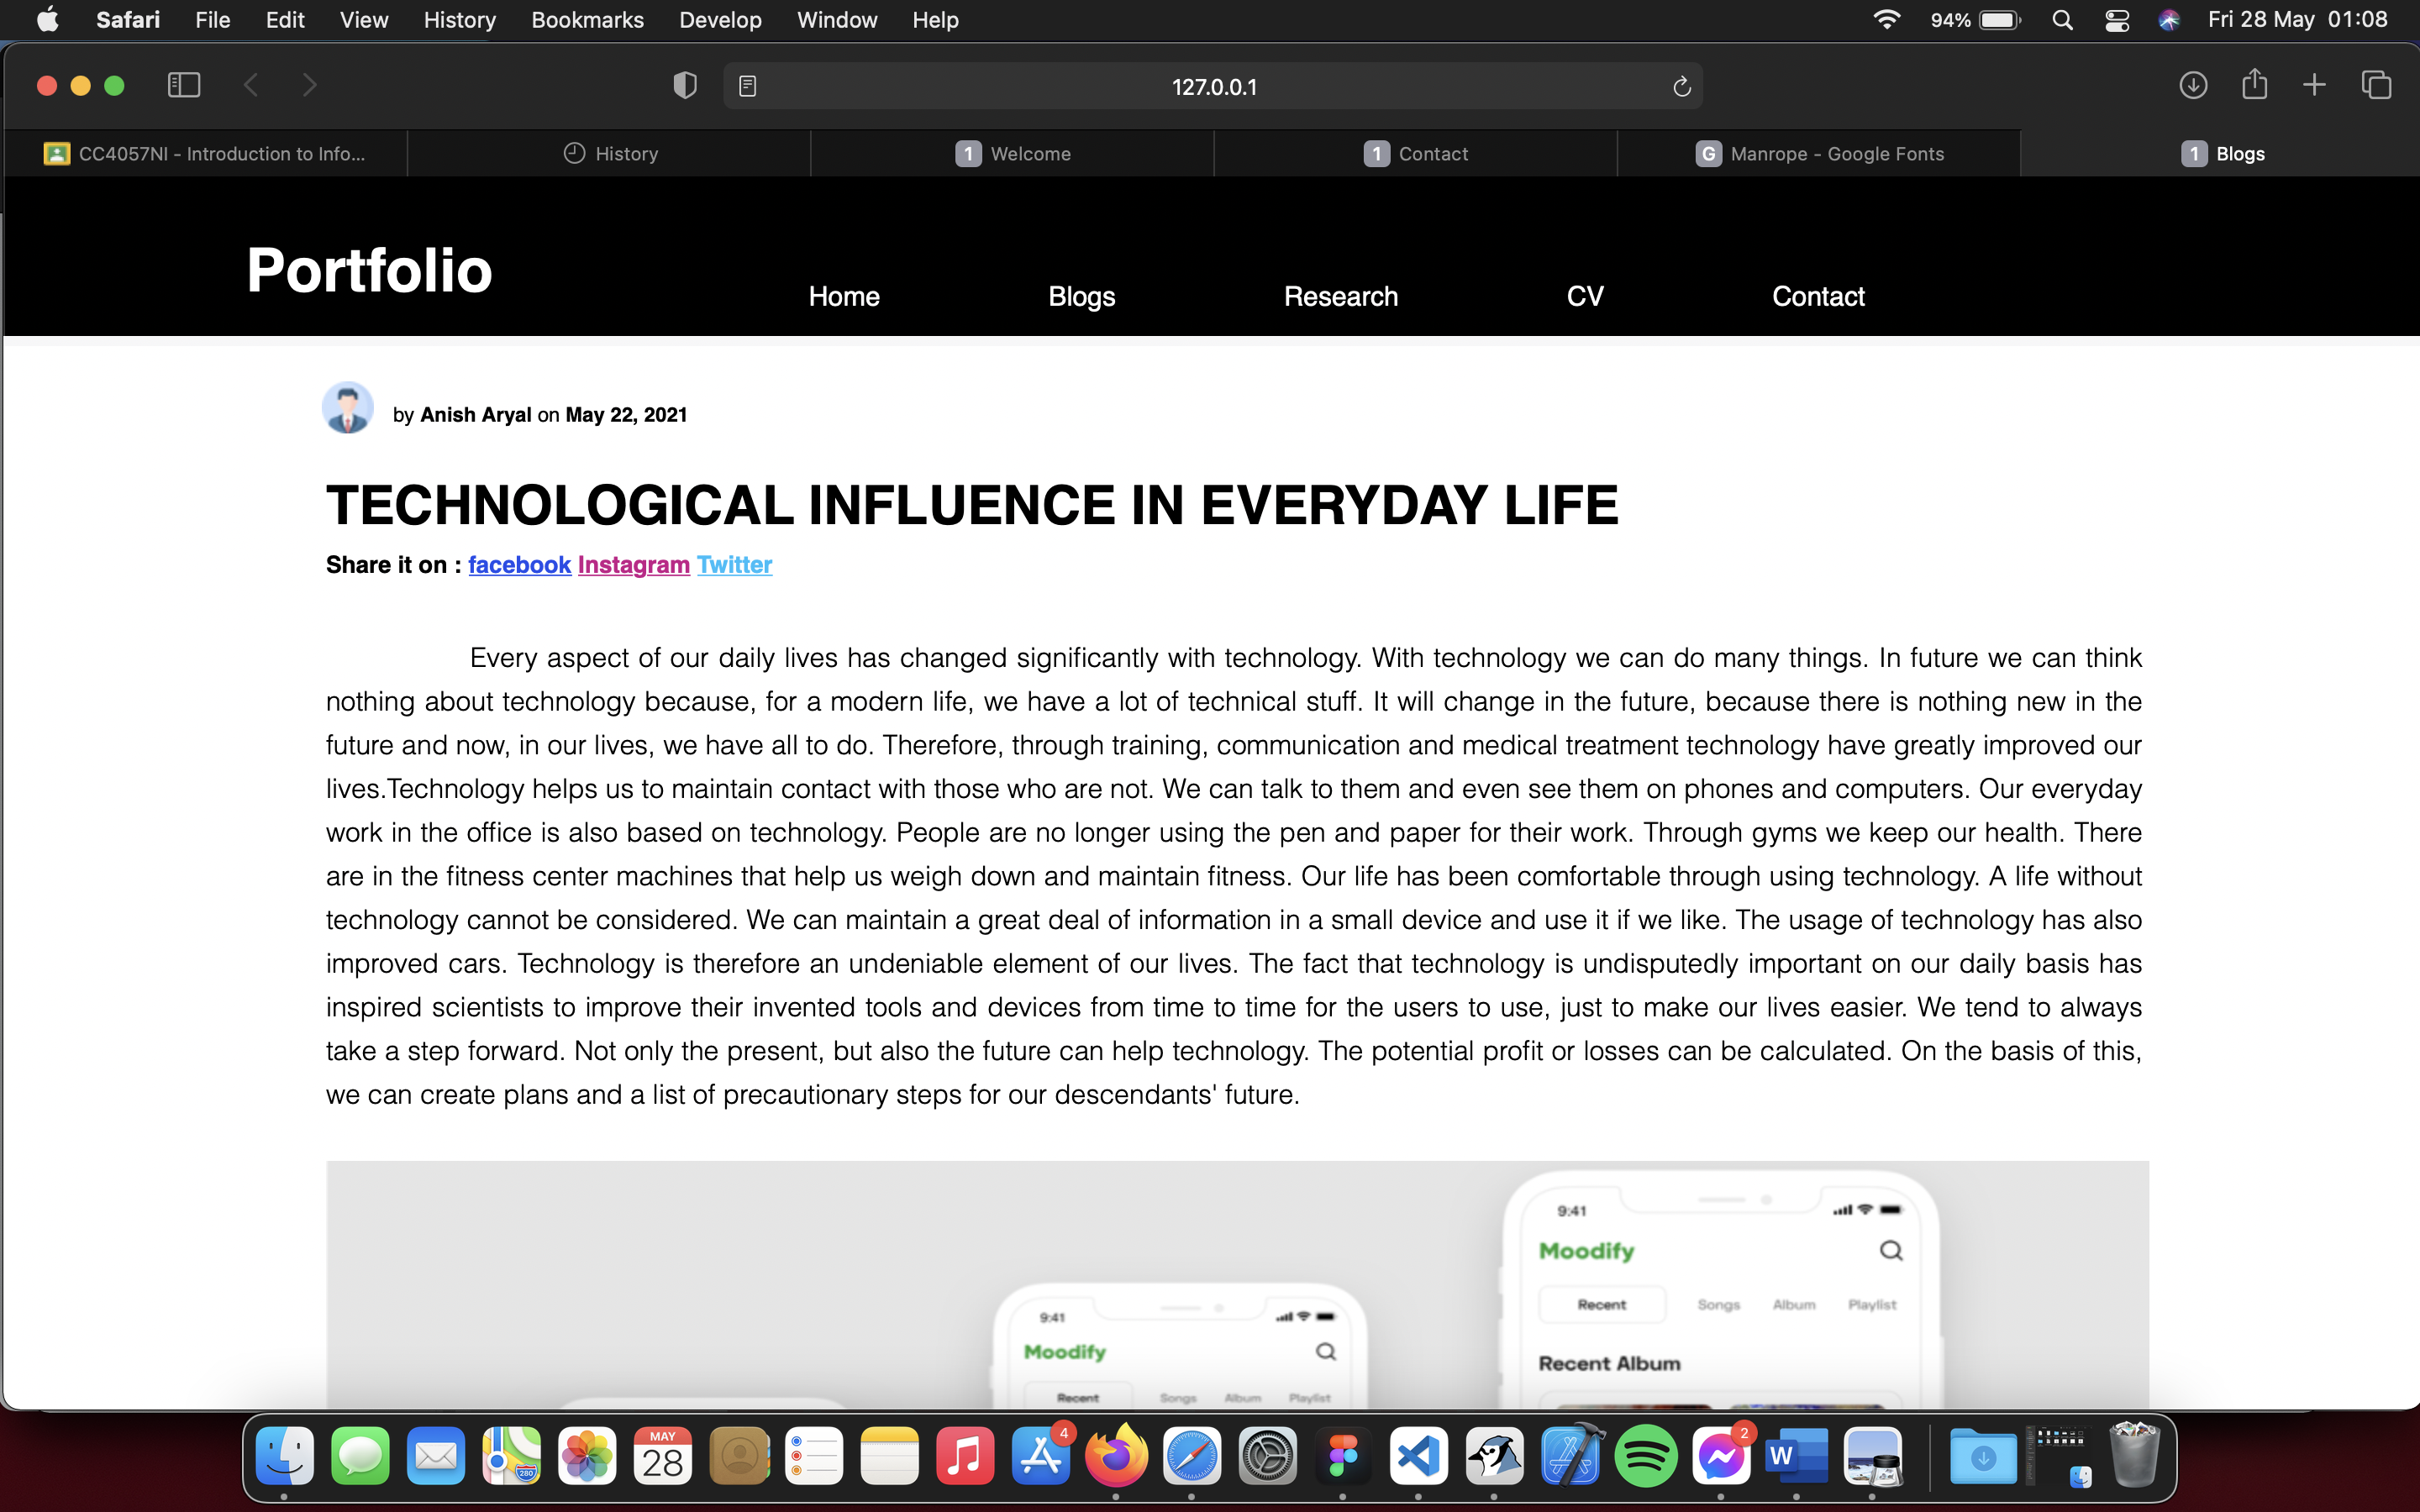 Safari File Edit View History Bookmarks Develop Window Help 94% Fri 28 May 01:08
127.0.0.1
CC4057NI - Introduction to Info... History 1 Welcome 1 Contact G Manrope - Google Fonts 1 Blogs
Portfolio
Home Blogs Research CV Contact
by Anish Aryal on May 22, 2021
TECHNOLOGICAL INFLUENCE IN EVERYDAY LIFE
Share it on : facebook Instagram Twitter
Every aspect of our daily lives has changed significantly with technology. With technology we can do many things. In future we can think
nothing about technology because, for a modern life, we have a lot of technical stuff. It will change in the future, because there is nothing new in the
future and now, in our lives, we have all to do. Therefore, through training, communication and medical treatment technology have greatly improved our
lives.Technology helps us to maintain contact with those who are not. We can talk to them and even see them on phones and computers. Our everyday
work in the office is also based on technology. People are no longer using the pen and paper for their work. Through gyms we keep our health. There
are in the fitness center machines that help us weigh down and maintain fitness. Our life has been comfortable through using technology. A life without
technology cannot be considered. We can maintain a great deal of information in a small device and use it if we like. The usage of technology has also
improved cars. Technology is therefore an undeniable element of our lives. The fact that technology is undisputedly important on our daily basis has
inspired scientists to improve their invented tools and devices from time to time for the users to use, just to make our lives easier. We tend to always
take a step forward. Not only the present, but also the future can help technology. The potential profit or losses can be calculated. On the basis of this,
we can create plans and a list of precautionary steps for our descendants' future.
9:41
Moodify
Recent Songs Album Playlist
Recent Album
9:41
Moodify
Recent Songs Album Playlist
280
MAY
28
4
2
W